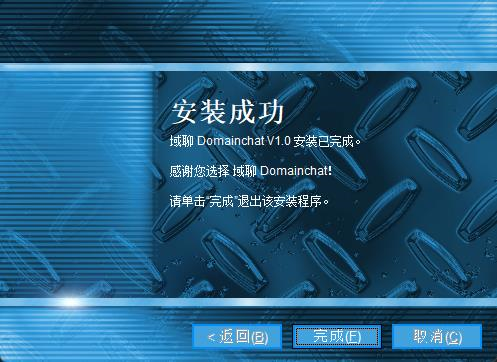 安装成功
域聊 Domainchat V1.0 安装已完成。
感谢您选择 域聊 Domainchat!
请单击“完成”退出该安装程序。
< 返回(B) 完成(F) 取消(C)